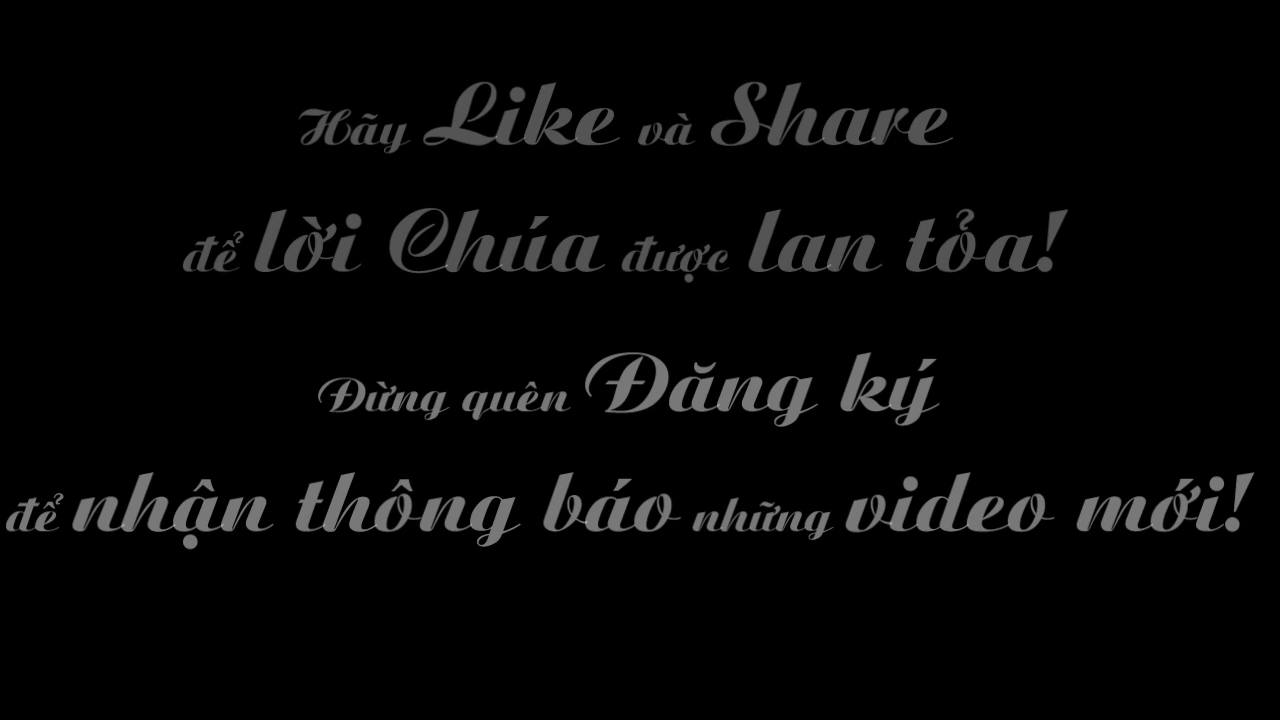 Hãy Like và Share
để lời Chúa được lan tỏa!
Đừng quên Đăng ký
để nhận thông báo những video mới!